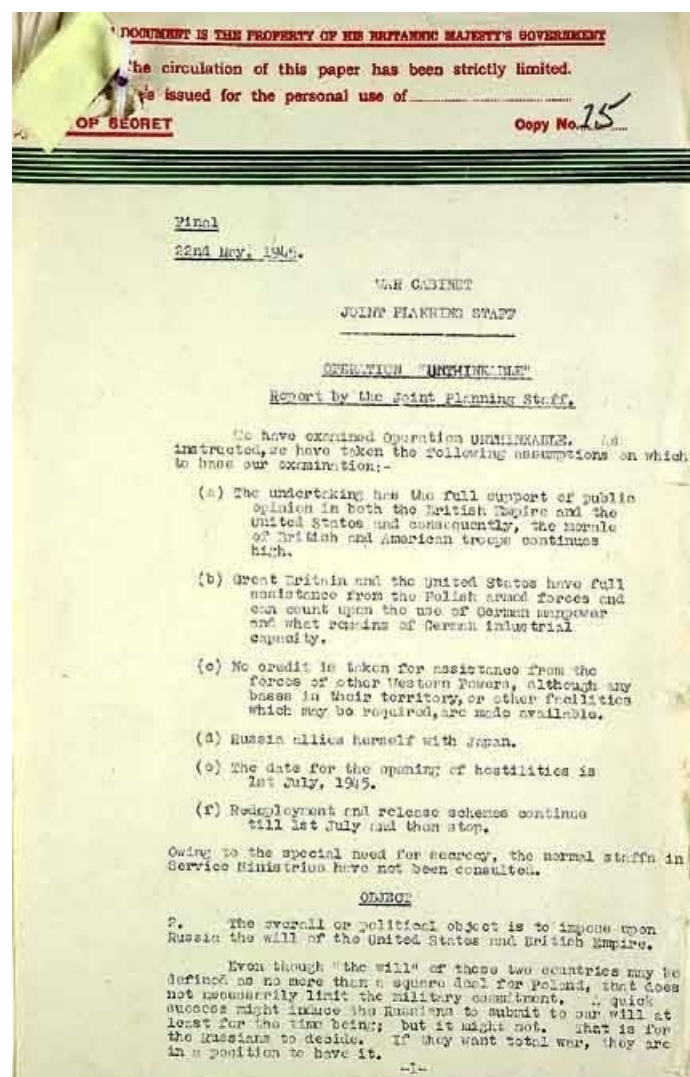 DOCUMENT IS THE PROPERTY OF HIS BRITANNIC MAJESTY'S GOVERNMENT
The circulation of this paper has been strictly limited.
is issued for the personal use of
OP SECRET
Copy No. 15
Final
22nd May, 1945.
WAR CABINET
JOINT PLANNING STAFF
OPERATION "UNTHINKABLE"
Report by the Joint Planning Staff.
We have examined Operation UNTHINKABLE. As
instructed, we have taken the following assumptions on which
to base our examination:-
(a) The undertaking has the full support of public
opinion in both the British Empire and the
United States and consequently, the morale
of British and American troops continues
high.
(b) Great Britain and the United States have full
assistance from the Polish armed forces and
can count upon the use of German manpower
and what remains of German industrial
capacity.
(c) No credit is taken for assistance from the
forces of other Western Powers, although any
bases in their territory, or other facilities
which may be required, are made available.
(d) Russia allies herself with Japan.
(e) The date for the opening of hostilities is
1st July, 1945.
(f) Redeployment and release schemes continue
till 1st July and then stop.
Owing to the special need for secrecy, the normal staffs in
Service Ministries have not been consulted.
OBJECT
2. The overall or political object is to impose upon
Russia the will of the United States and British Empire.
Even though "the will" of these two countries may be
defined as no more than a square deal for Poland, that does
not necessarily limit the military commitment. A quick
success might induce the Russians to submit to our will at
least for the time being; but it might not. That is for
the Russians to decide. If they want total war, they are
in a position to have it.
-1-